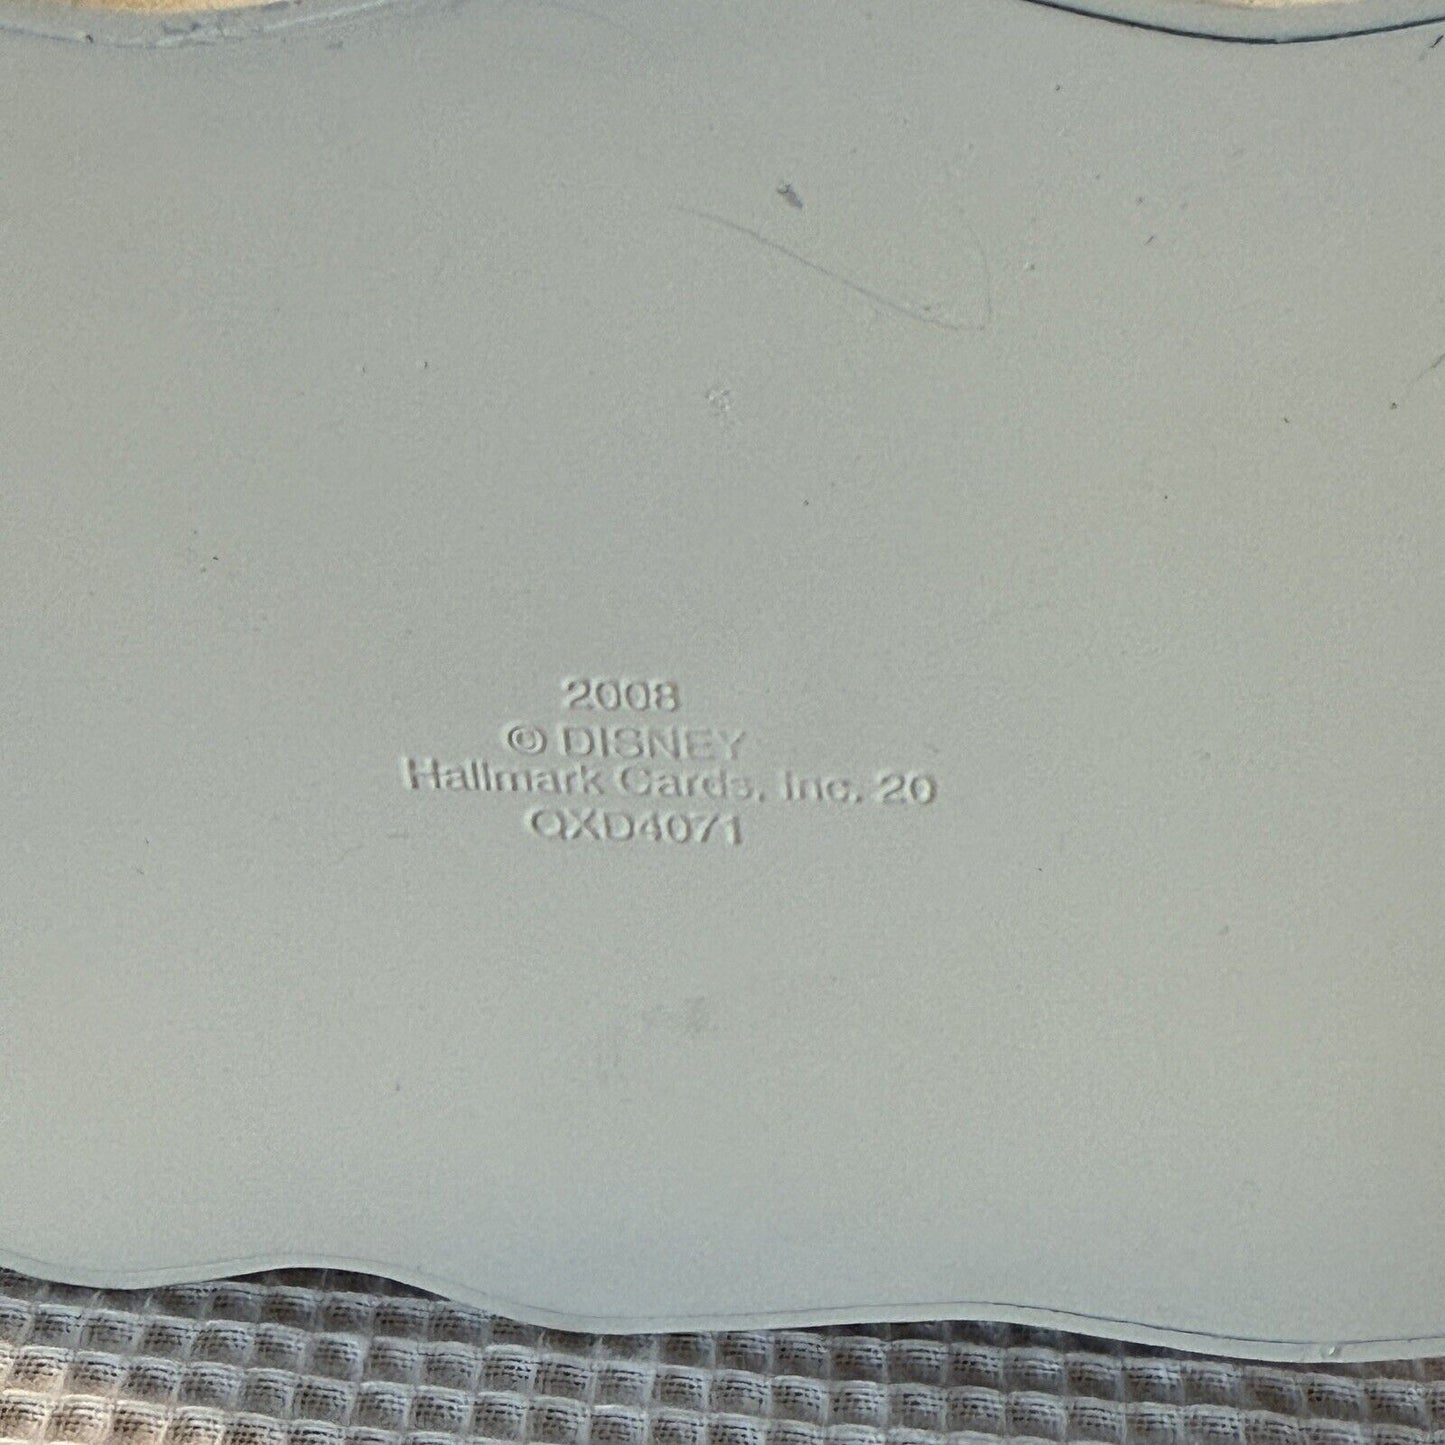 2008
© DISNEY
Hallmark Cards, Inc. 20
QXD4071